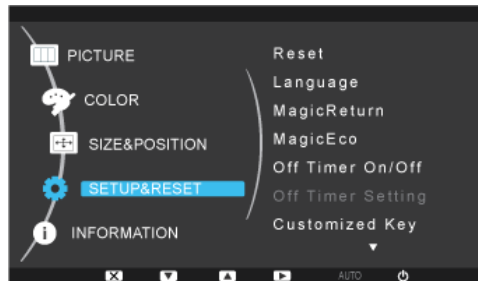 PICTURE
COLOR
SIZE&POSITION
SETUP&RESET
INFORMATION
Reset
Language
MagicReturn
MagicEco
Off Timer On/Off
Off Timer Setting
Customized Key
AUTO